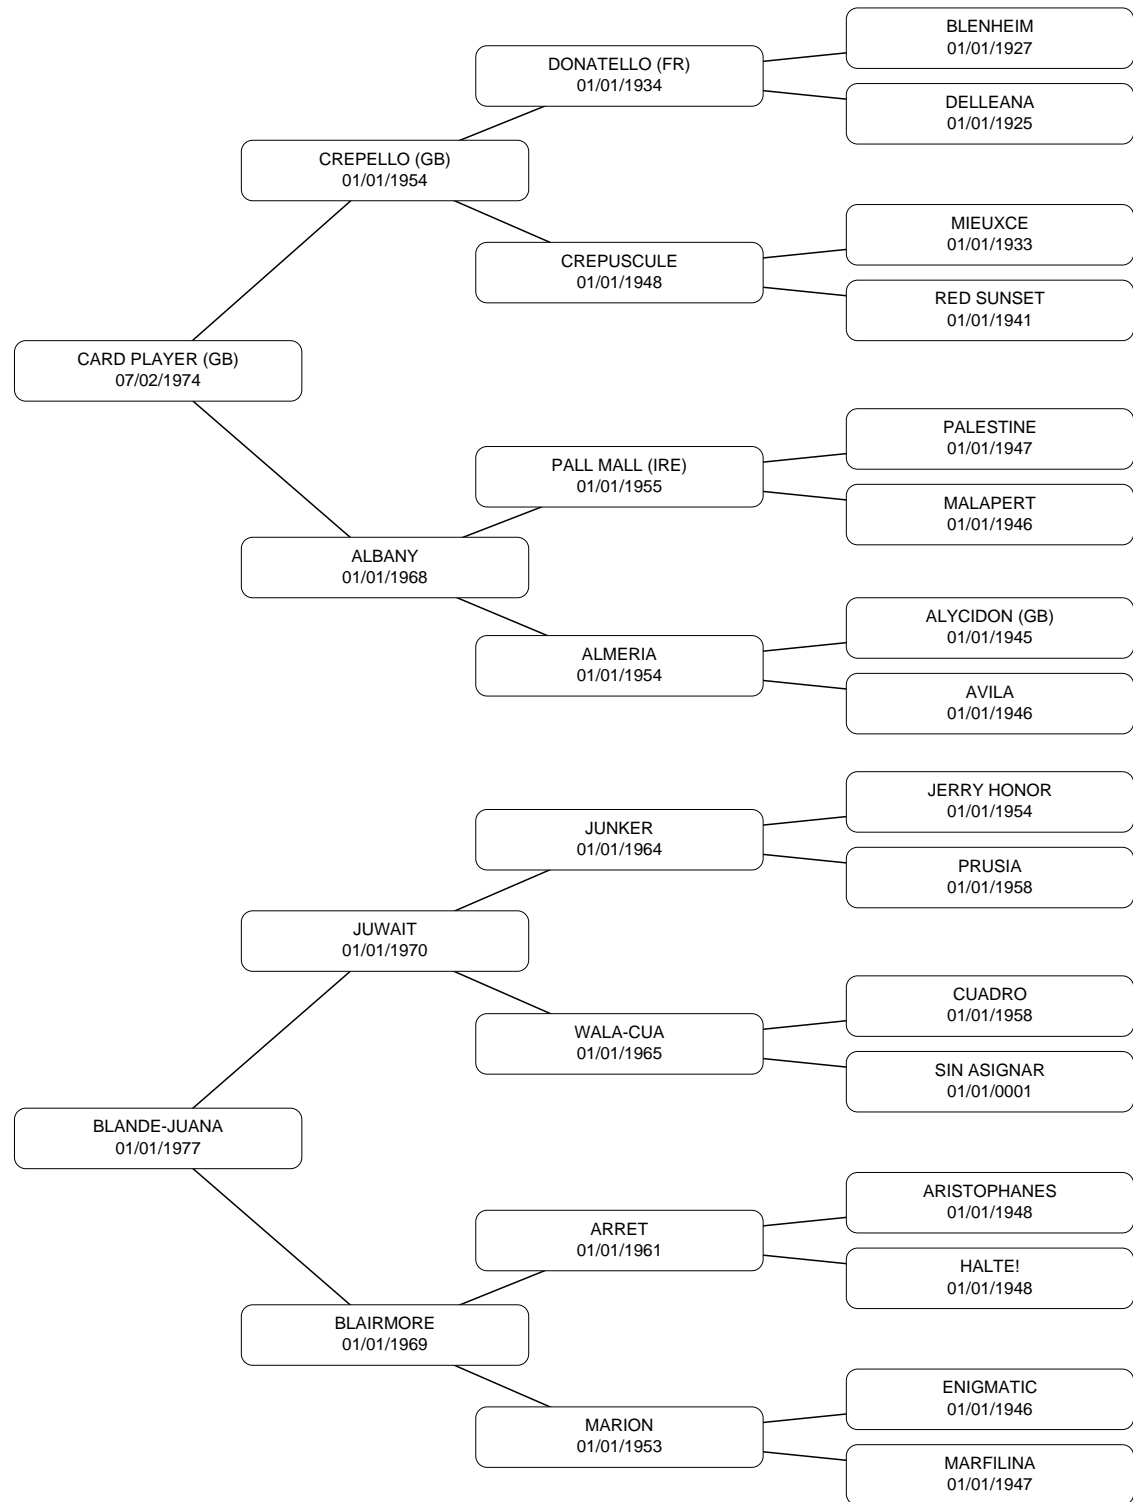 BLENHEIM
01/01/1927
DONATELLO (FR)
01/01/1934
DELLEANA
01/01/1925
CREPELLO (GB)
01/01/1954
MIEUXCE
01/01/1933
CREPUSCULE
01/01/1948
RED SUNSET
01/01/1941
CARD PLAYER (GB)
07/02/1974
PALESTINE
01/01/1947
PALL MALL (IRE)
01/01/1955
MALAPERT
01/01/1946
ALBANY
01/01/1968
ALYCIDON (GB)
01/01/1945
ALMERIA
01/01/1954
AVILA
01/01/1946
JERRY HONOR
01/01/1954
JUNKER
01/01/1964
PRUSIA
01/01/1958
JUWAIT
01/01/1970
CUADRO
01/01/1958
WALA-CUA
01/01/1965
SIN ASIGNAR
01/01/0001
BLANDE-JUANA
01/01/1977
ARISTOPHANES
01/01/1948
ARRET
01/01/1961
HALTE!
01/01/1948
BLAIRMORE
01/01/1969
ENIGMATIC
01/01/1946
MARION
01/01/1953
MARFILINA
01/01/1947